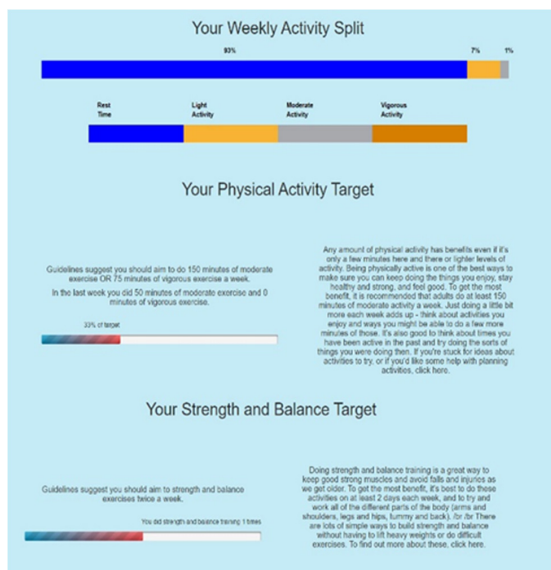 Your Weekly Activity Split
93% 7% 1%
Rest Light Moderate Vigorous
Time Activity Activity Activity
Your Physical Activity Target
Guidelines suggest you should aim to do 150 minutes of moderate
exercise OR 75 minutes of vigorous exercise a week.
In the last week you did 50 minutes of moderate exercise and 0
minutes of vigorous exercise.
33% of target
Any amount of physical activity has benefits even if it's
only a few minutes here and there or lighter levels of
activity. Being physically active is one of the best ways to
make sure you can keep doing the things you enjoy, stay
healthy and strong, and feel good. To get the most
benefit, it is recommended that adults do at least 150
minutes of moderate activity a week. Just doing a little bit
more each week adds up - think about activities you
enjoy and ways you might be able to do a few more
minutes of those. It's also good to think about times you
have been active in the past and try doing the sorts of
things you were doing then. If you're stuck for ideas about
activities to try, or if you'd like some help with planning
activities, click here.
Your Strength and Balance Target
Guidelines suggest you should aim to strength and balance
exercises twice a week.
You did strength and balance training 1 times
Doing strength and balance training is a great way to
keep good strong muscles and avoid falls and injuries as
we get older. To get the most benefit, it's best to do these
activities on at least 2 days each week, and to try and
work all of the different parts of the body (arms and
shoulders, legs and hips, tummy and back). /br /br There
are lots of simple ways to build strength and balance
without having to lift heavy weights or do difficult
exercises. To find out more about these, click here.